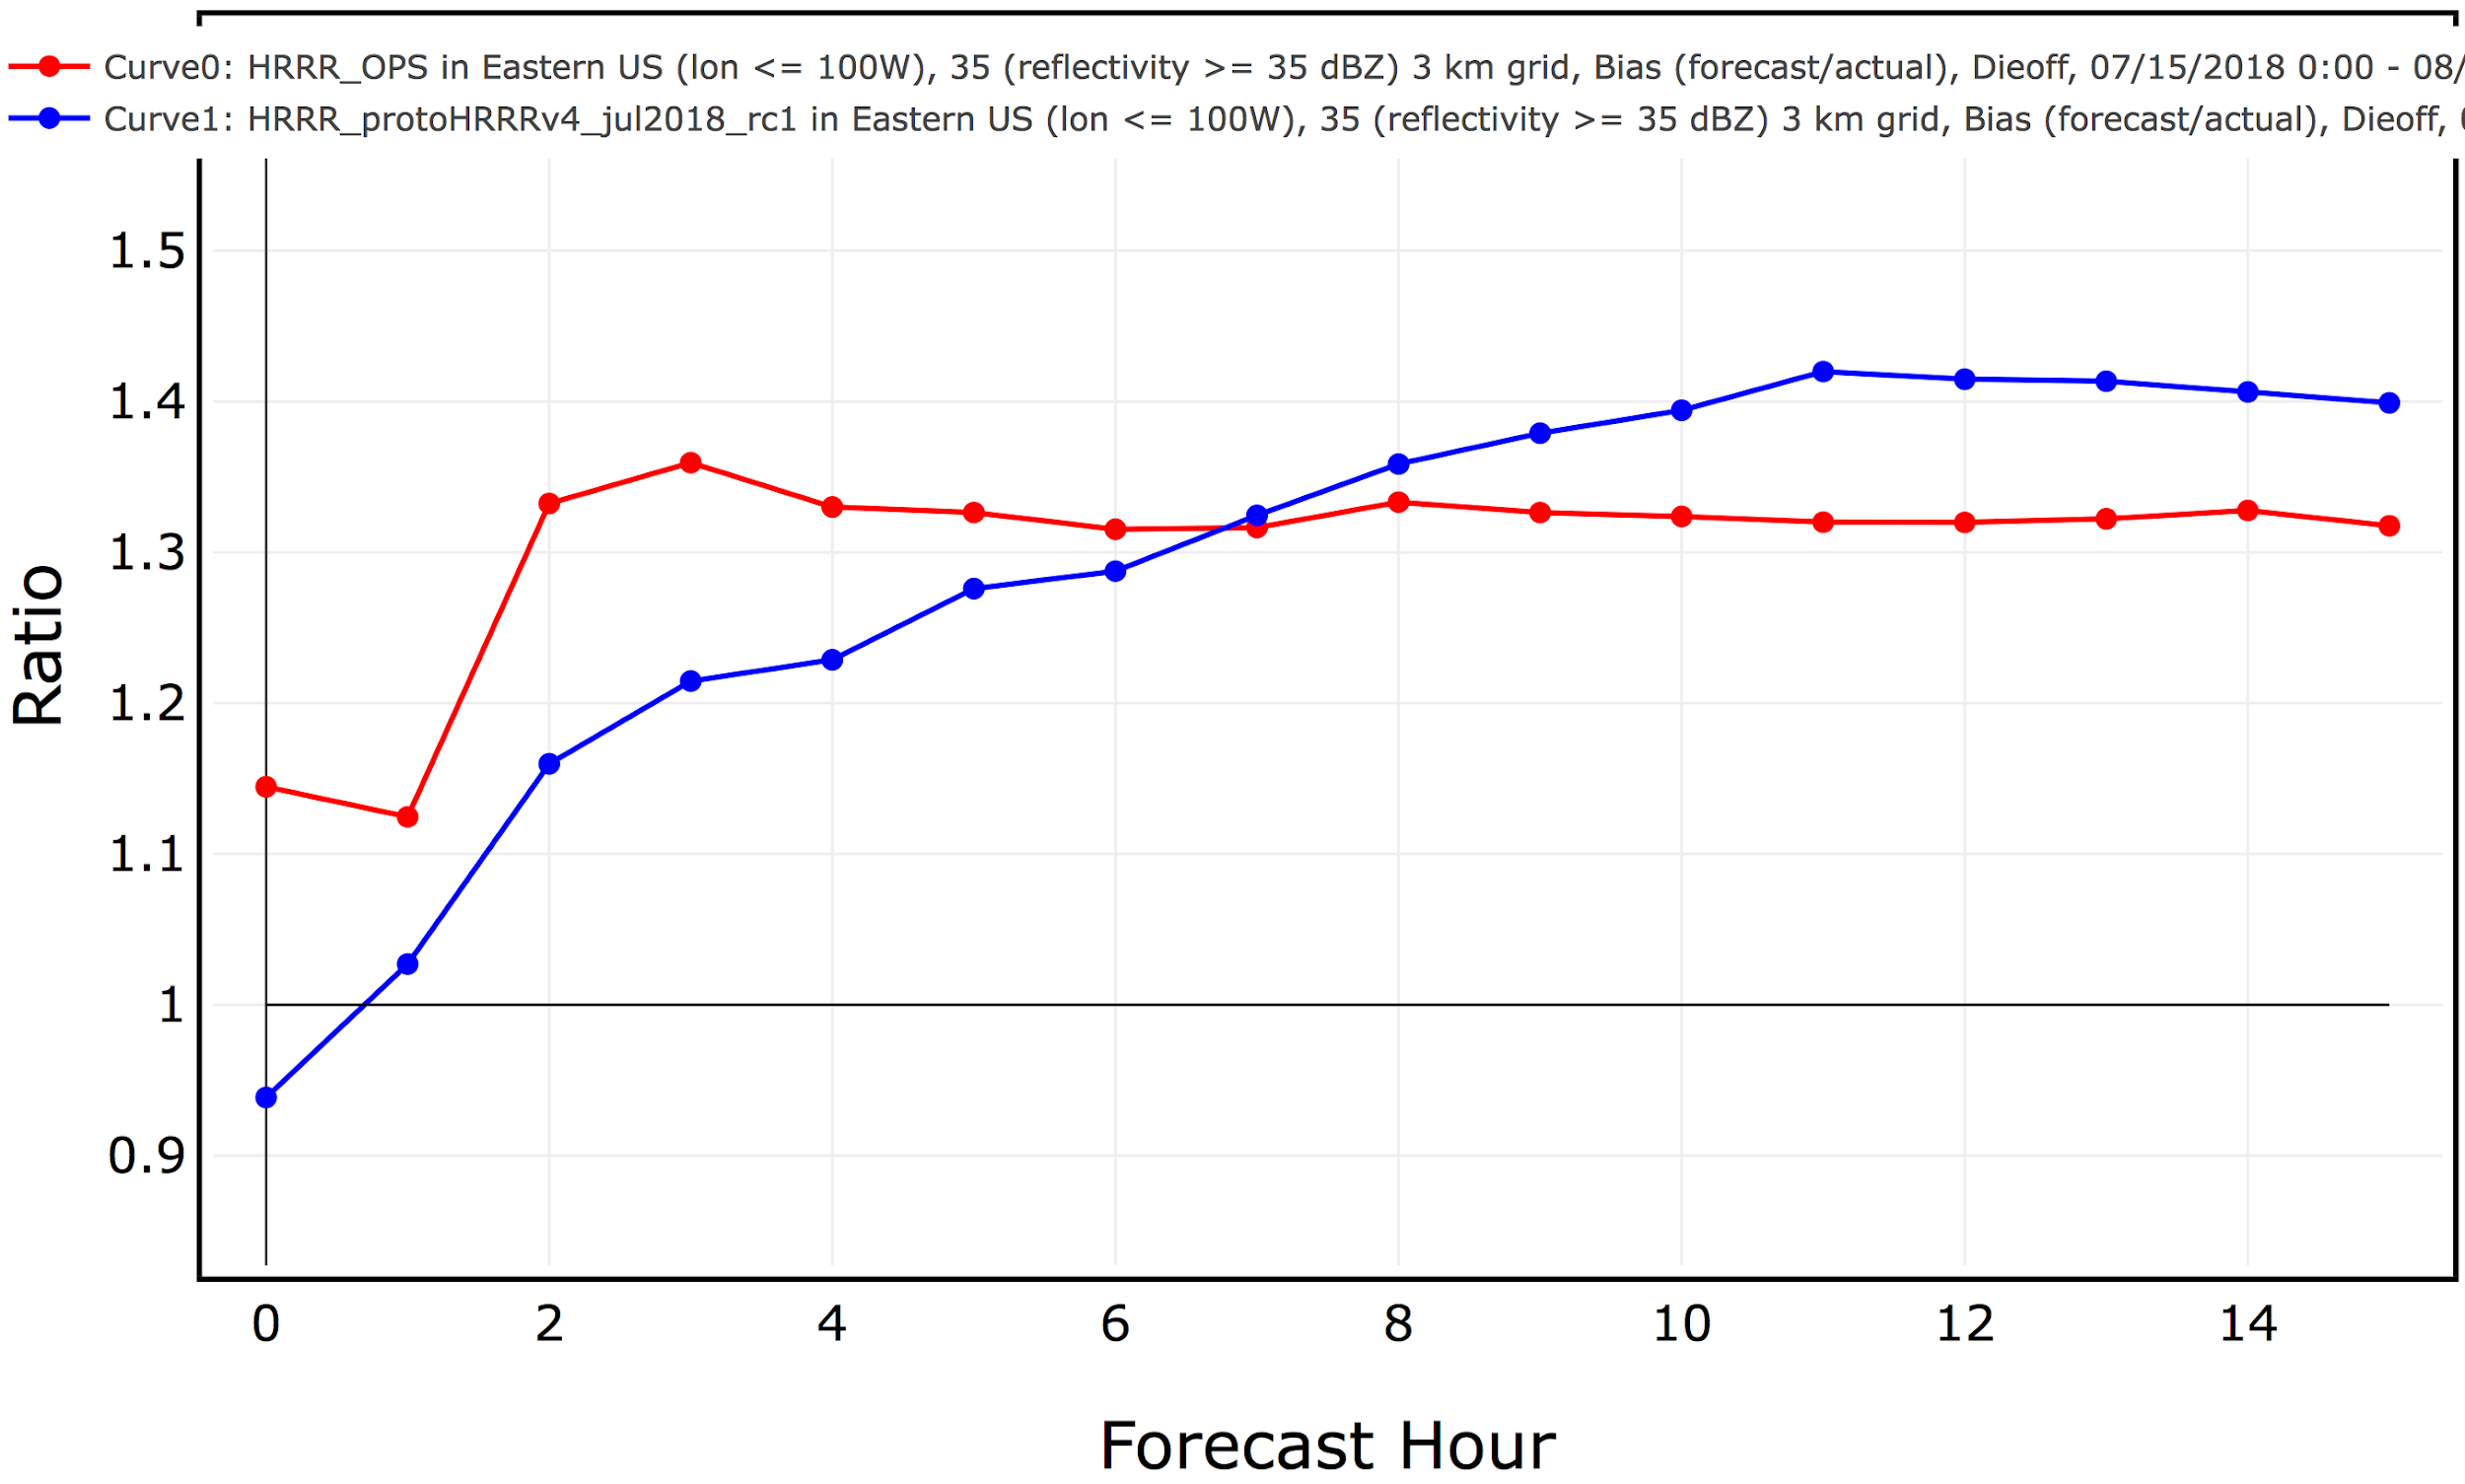 Curve0: HRRR_OPS in Eastern US (lon <= 100W), 35 (reflectivity >= 35 dBZ) 3 km grid, Bias (forecast/actual), Dieoff, 07/15/2018 0:00 - 08/
Curve1: HRRR_protoHRRRv4_jul2018_rc1 in Eastern US (lon <= 100W), 35 (reflectivity >= 35 dBZ) 3 km grid, Bias (forecast/actual), Dieoff,
1.5
1.4
1.3
1.2
1.1
1
0.9
Ratio
0 2 4 6 8 10 12 14
Forecast Hour